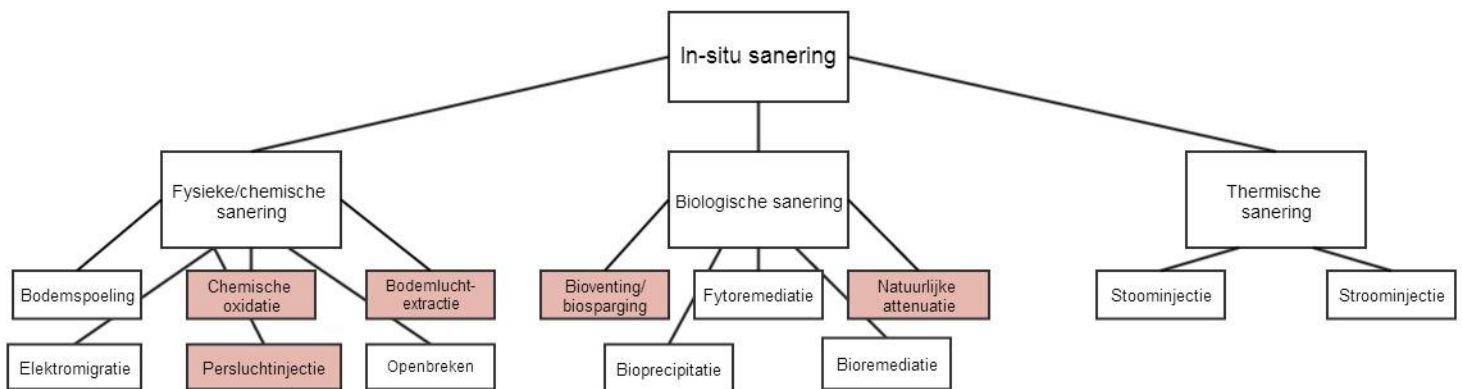 In-situ sanering
Fysieke/chemische
sanering
Biologische sanering
Thermische
sanering
Bodemspoeling
Chemische
oxidatie
Bodemlucht-
extractie
Bioventing/
biosparging
Fytoremediatie
Natuurlijke
attenuatie
Stoominjectie
Stroominjectie
Elektromigratie
Persluchtinjectie
Openbreken
Bioprecipitatie
Bioremediatie